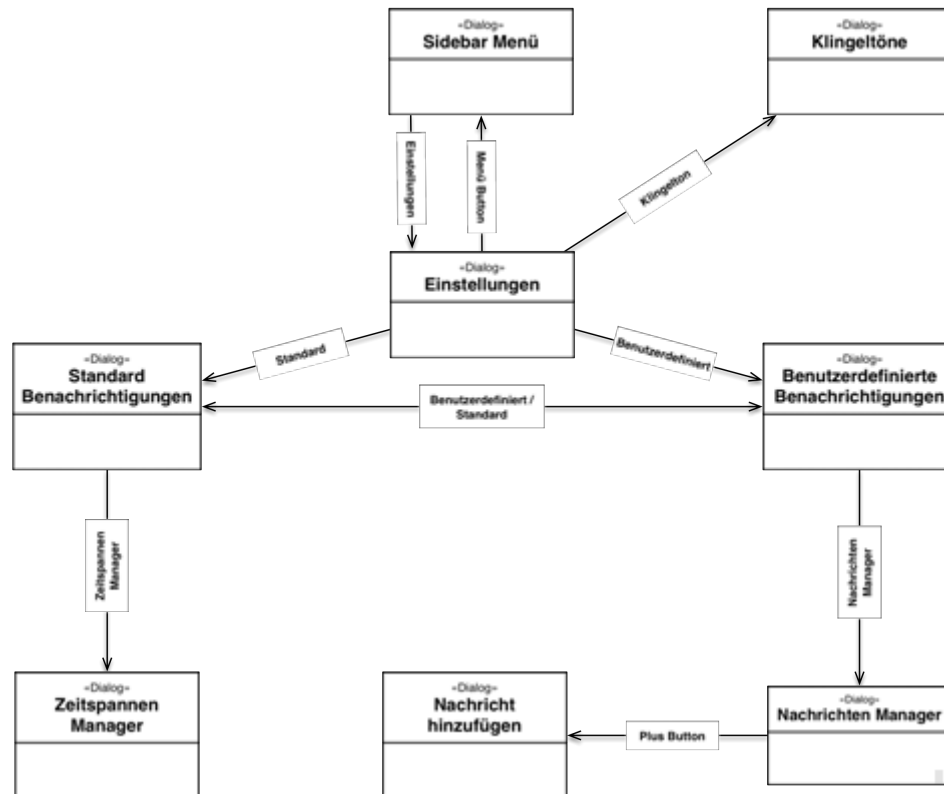 «Dialog»
Sidebar Menü
«Dialog»
Klingeltöne
Einstellungen
Menü Button
Klingelton
«Dialog»
Einstellungen
Standard
Benutzerdefiniert
«Dialog»
Standard
Benachrichtigungen
Benutzerdefiniert /
Standard
«Dialog»
Benutzerdefinierte
Benachrichtigungen
Zeitspannen
Manager
Nachrichten
Manager
«Dialog»
Zeitspannen
Manager
«Dialog»
Nachricht
hinzufügen
Plus Button
«Dialog»
Nachrichten Manager